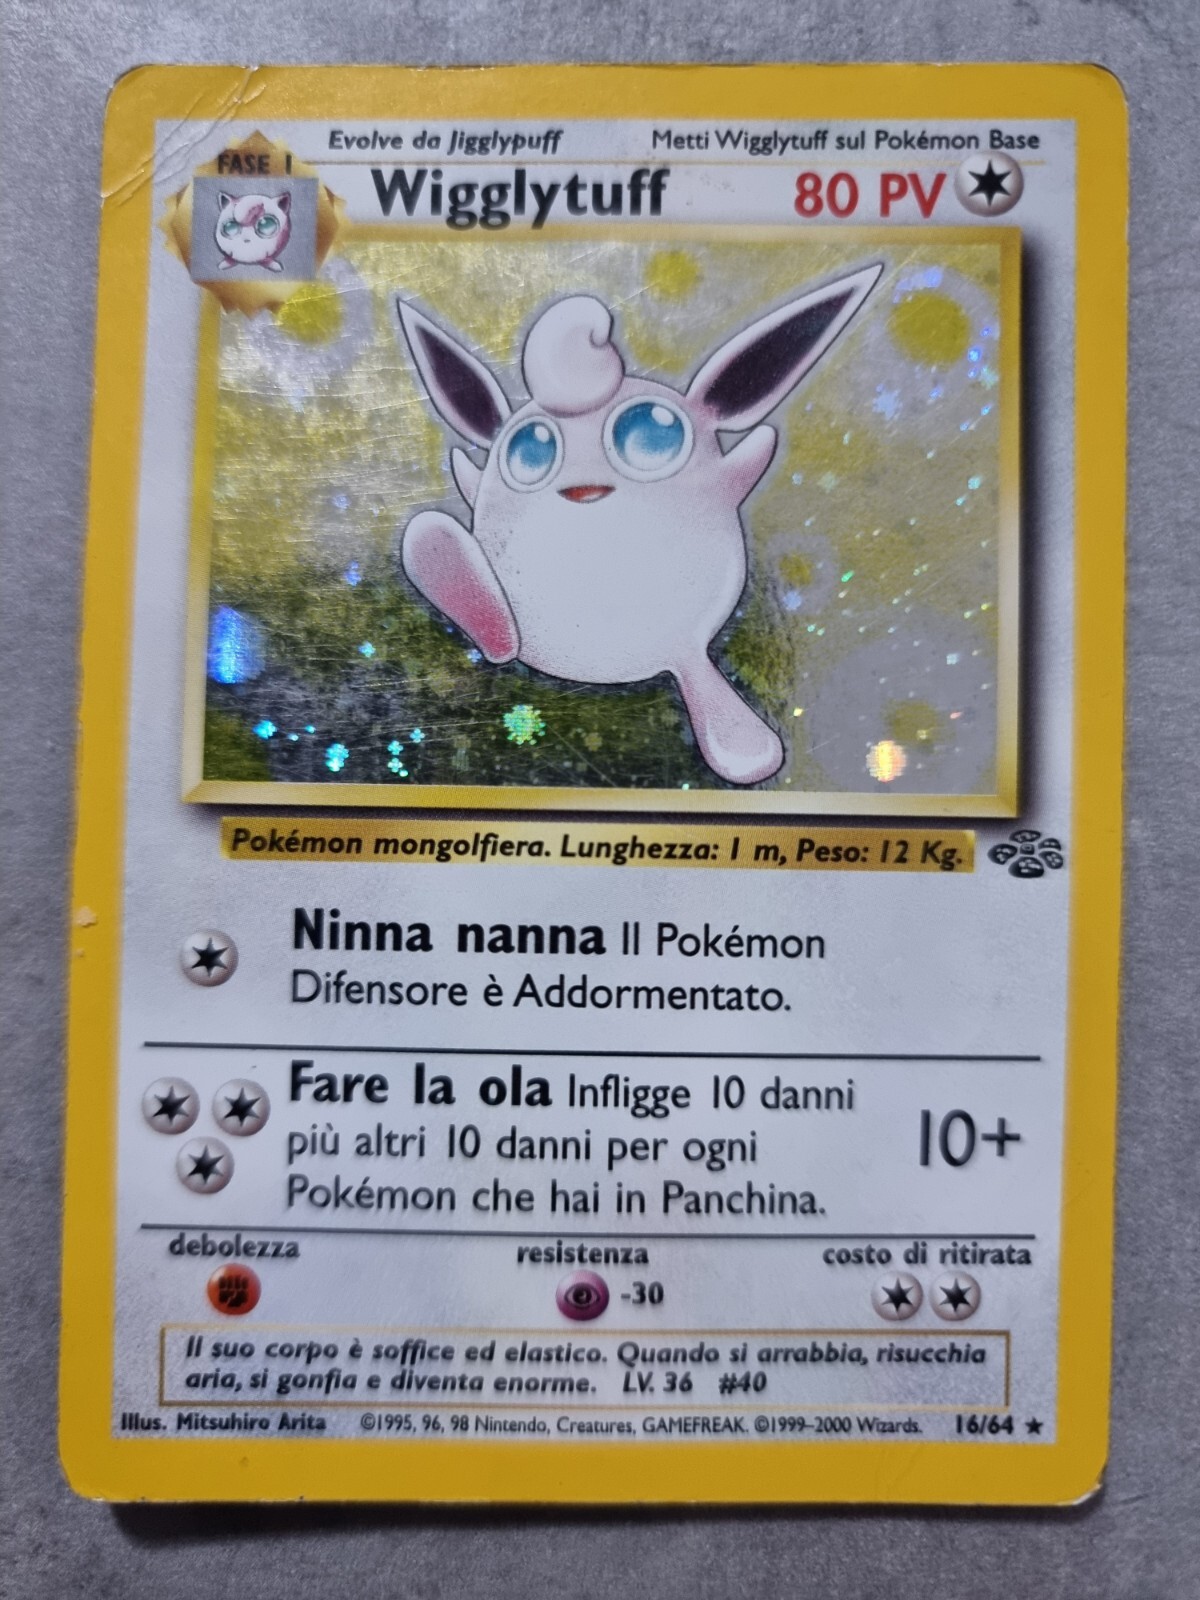 Evolve da Jigglypuff
Metti Wigglytuff sul Pokémon Base
FASE 1
Wigglytuff
80 PV
Pokémon mongolfiera. Lunghezza: 1 m, Peso: 12 Kg.
Ninna nanna Il Pokémon
Difensore è Addormentato.
Fare la ola Infligge 10 danni
più altri 10 danni per ogni
Pokémon che hai in Panchina.
10+
debolezza
resistenza
costo di ritirata
-30
Il suo corpo è soffice ed elastico. Quando si arrabbia, risucchia
aria, si gonfia e diventa enorme. LV. 36 #40
Illus. Mitsuhiro Arita ©1995, 96, 98 Nintendo, Creatures, GAMEFREAK. ©1999–2000 Wizards. 16/64 ★